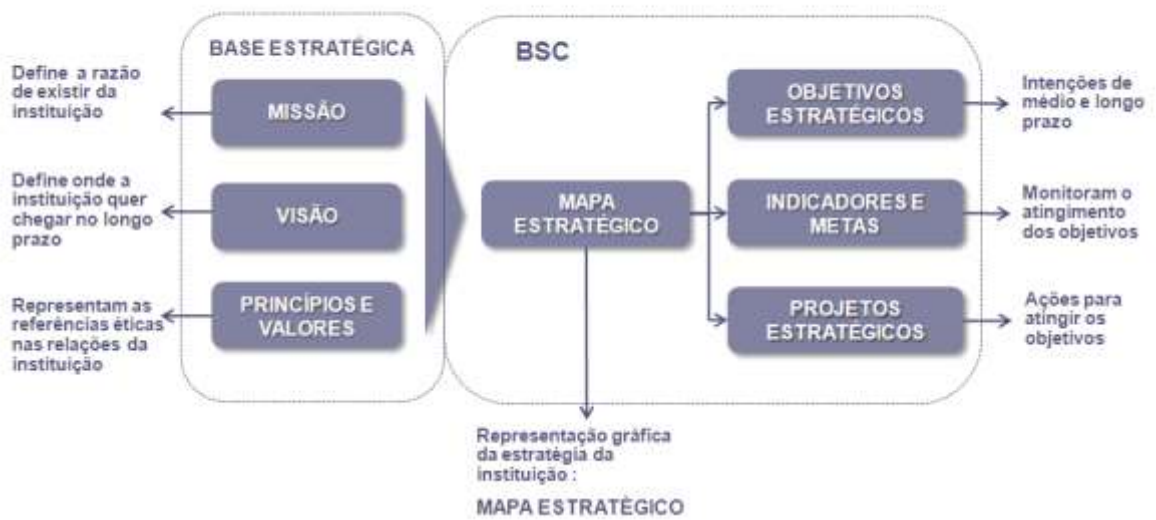 BASE ESTRATÉGICA
Define a razão
de existir da
instituição
MISSÃO
Define onde a
instituição quer
chegar no longo
prazo
VISÃO
Representam as
referências éticas
nas relações da
instituição
PRINCÍPIOS E
VALORES
BSC
MAPA
ESTRATÉGICO
OBJETIVOS
ESTRATÉGICOS
Intenções de
médio e longo
prazo
INDICADORES E
METAS
Monitoram o
atingimento
dos objetivos
PROJETOS
ESTRATÉGICOS
Ações para
atingir os
objetivos
Representação gráfica
da estratégia da
instituição :
MAPA ESTRATÉGICO